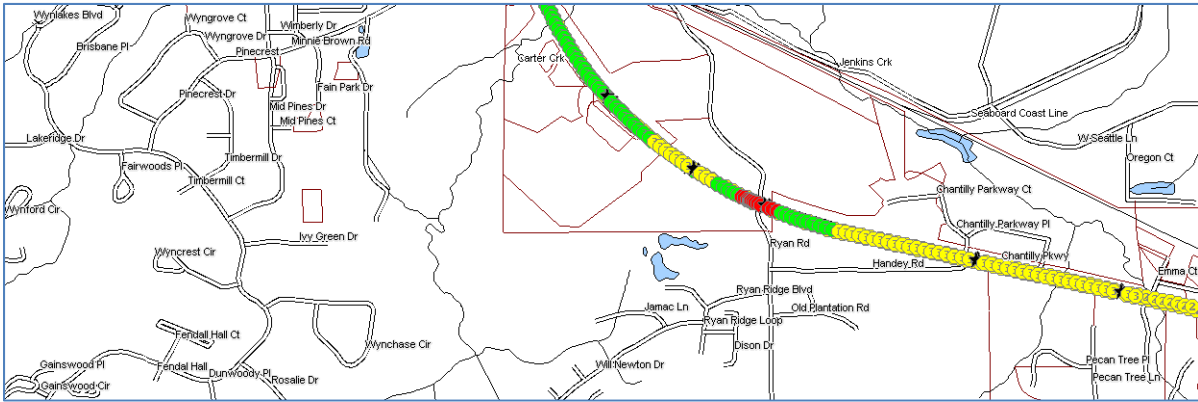 Wynlakes Blvd
Wyngrove Ct
Wimberly Dr
Wyngrove Dr
Minnie Brown Rd
Brisbane Pl
Pinecrest
Carter Crk
Jenkins Crk
Pinecrest Dr
Fain Park Dr
Mid Pines Dr
Mid Pines Ct
Seaboard Coast Line
Lakeridge Dr
W Seattle Ln
Timbermill Dr
Oregon Ct
Fairwoods Pl
Timbermill Ct
Chantilly Parkway Ct
Wynford Cir
Chantilly Parkway Pl
Ivy Green Dr
Ryan Rd
Wyncrest Cir
Chantilly Pkwy
Handey Rd
Emma Ct
Ryan Ridge Blvd
Jamac Ln
Old Plantation Rd
Ryan Ridge Loop
Fendall Hall Ct
Wynchase Cir
Dison Dr
Gainswood Pl
Fendal Hall
Will Newton Dr
Pecan Tree Pl
Dunwoody Pl
Rosalie Dr
Pecan Tree Ln
Gainswood Cir